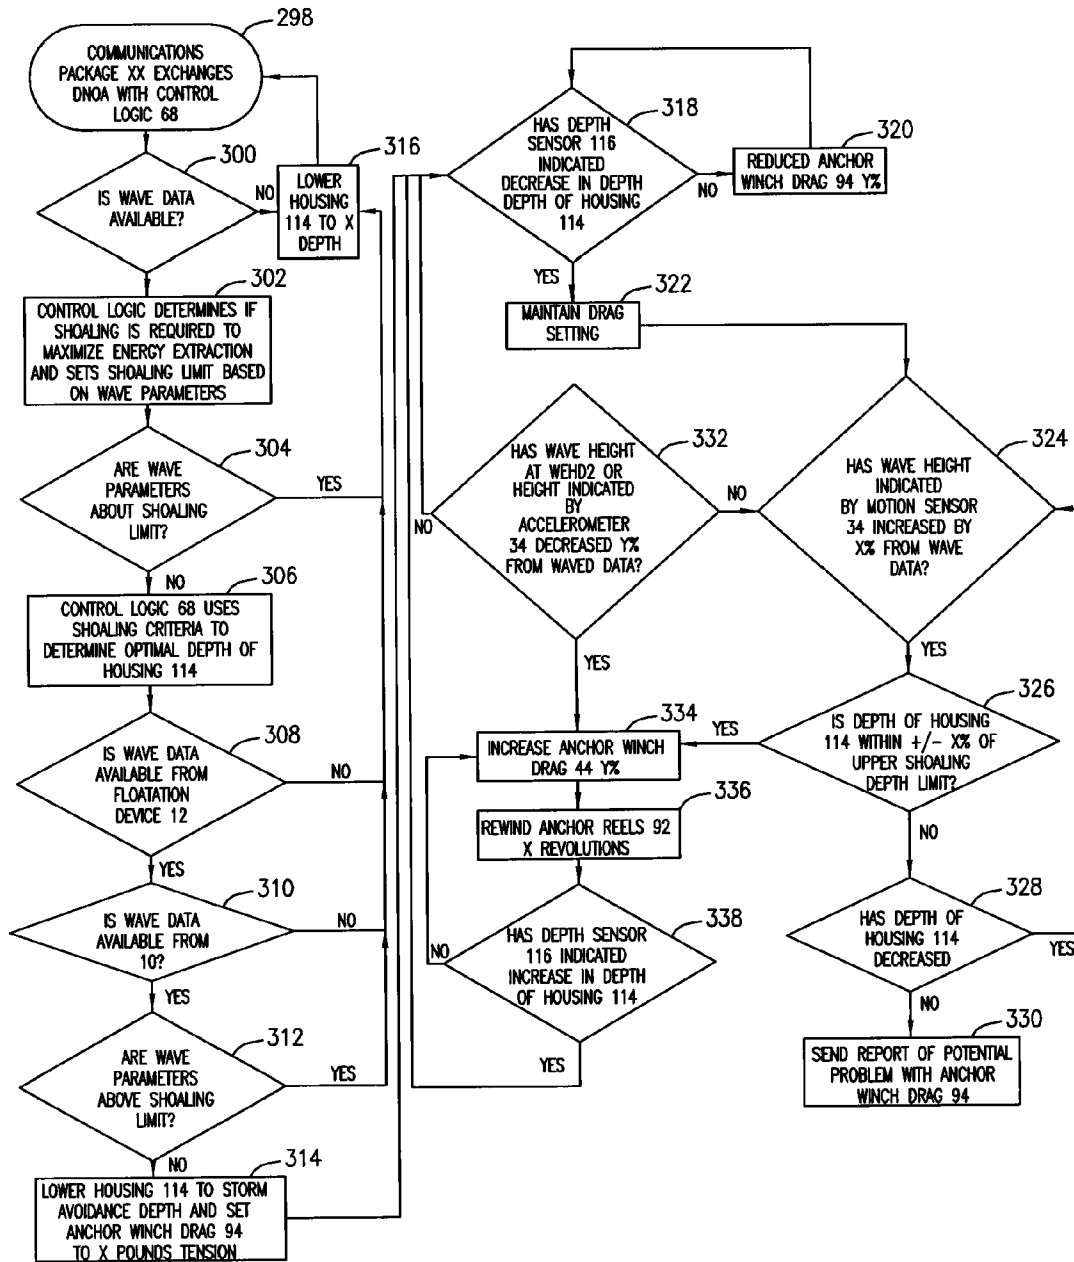 298
COMMUNICATIONS
PACKAGE XX EXCHANGES
DNOA WITH CONTROL
LOGIC 68
300
IS WAVE DATA
AVAILABLE?
NO
316
LOWER
HOUSING
114 TO X
DEPTH
302
CONTROL LOGIC DETERMINES IF
SHOALING IS REQUIRED TO
MAXIMIZE ENERGY EXTRACTION
AND SETS SHOALING LIMIT BASED
ON WAVE PARAMETERS
304
ARE WAVE
PARAMETERS
ABOUT SHOALING
LIMIT?
YES
NO
306
CONTROL LOGIC 68 USES
SHOALING CRITERIA TO
DETERMINE OPTIMAL DEPTH OF
HOUSING 114
308
IS WAVE DATA
AVAILABLE FROM
FLOATATION
DEVICE 12
NO
YES
310
IS WAVE DATA
AVAILABLE FROM
10?
NO
YES
312
ARE WAVE
PARAMETERS
ABOVE SHOALING
LIMIT?
YES
NO
314
LOWER HOUSING 114 TO STORM
AVOIDANCE DEPTH AND SET
ANCHOR WINCH DRAG 94
TO X POUNDS TENSION
318
HAS DEPTH
SENSOR 116
INDICATED
DECREASE IN DEPTH
DEPTH OF HOUSING
114
NO
320
REDUCED ANCHOR
WINCH DRAG 94 Y%
YES
322
MAINTAIN DRAG
SETTING
332
HAS WAVE HEIGHT
AT WEHD2 OR
HEIGHT INDICATED
BY
ACCELEROMETER
34 DECREASED Y%
FROM WAVED DATA?
NO
NO
YES
324
HAS WAVE HEIGHT
INDICATED
BY MOTION SENSOR
34 INCREASED BY
X% FROM WAVE
DATA?
YES
326
IS DEPTH OF HOUSING
114 WITHIN +/- X% OF
UPPER SHOALING
DEPTH LIMIT?
YES
NO
334
INCREASE ANCHOR WINCH
DRAG 44 Y%
336
REWIND ANCHOR REELS 92
X REVOLUTIONS
338
HAS DEPTH SENSOR
116 INDICATED
INCREASE IN DEPTH
OF HOUSING 114
NO
YES
328
HAS DEPTH OF
HOUSING 114
DECREASED
YES
NO
330
SEND REPORT OF POTENTIAL
PROBLEM WITH ANCHOR
WINCH DRAG 94